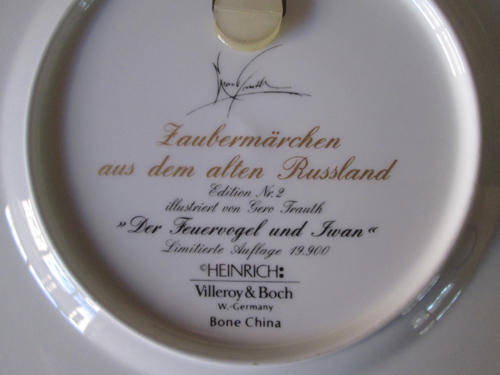 Zaubermärchen
aus dem alten Russland
Edition Nr. 2
illustriert von Gero Trauth
»Der Feuervogel und Iwan«
Limitierte Auflage 19.900
©HEINRICH:
Villeroy & Boch
W.-Germany
Bone China